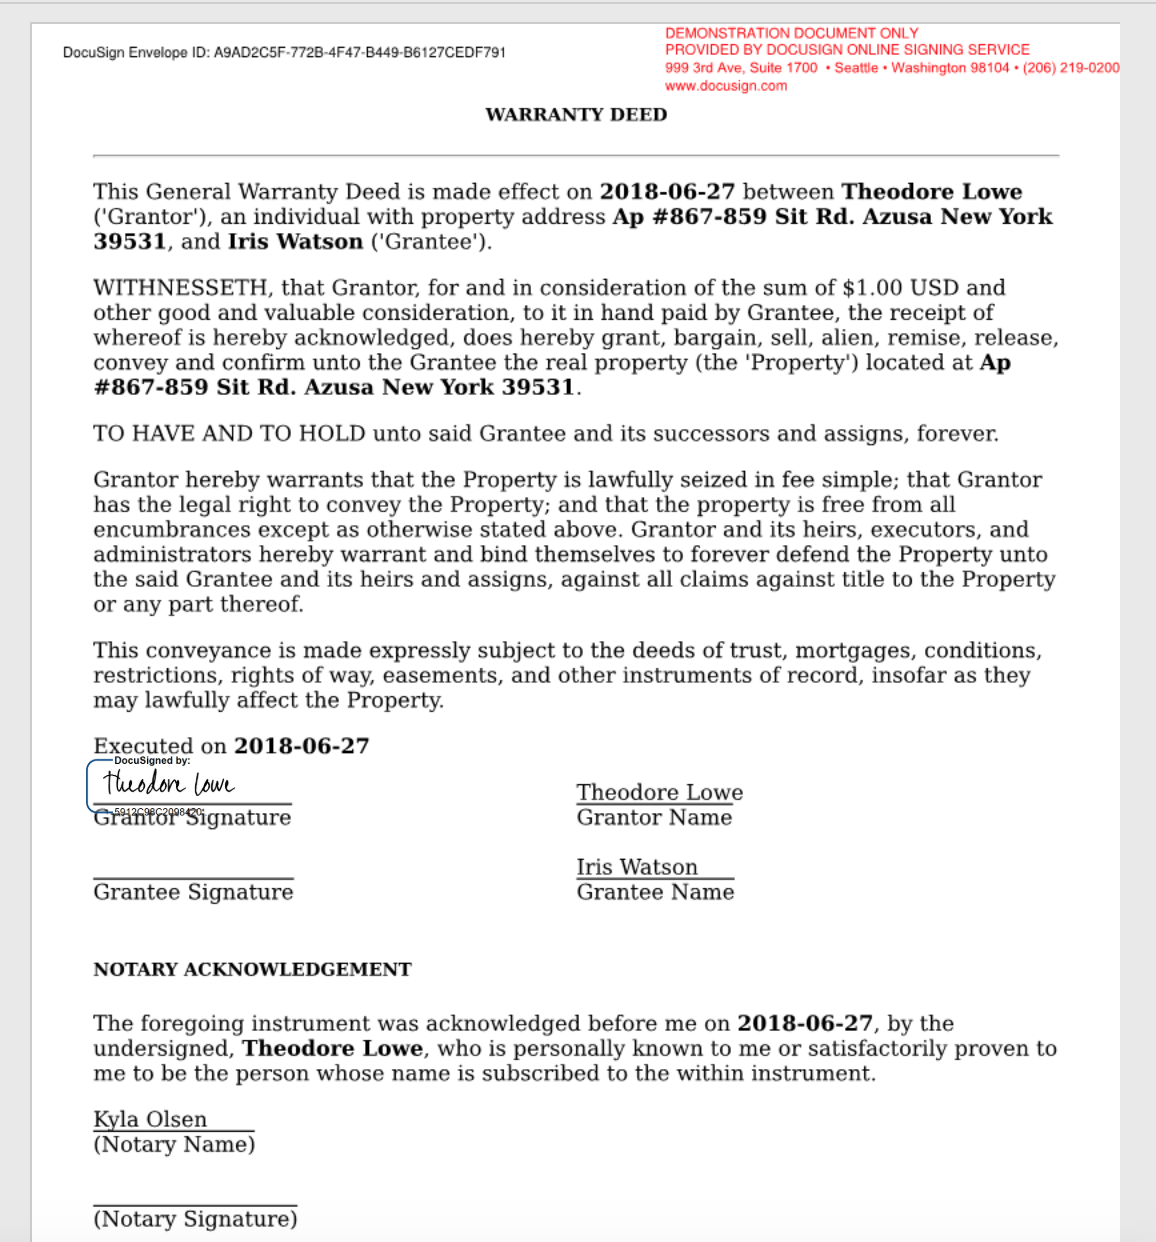 DocuSign Envelope ID: A9AD2C5F-772B-4F47-B449-B6127CEDF791
DEMONSTRATION DOCUMENT ONLY
PROVIDED BY DOCUSIGN ONLINE SIGNING SERVICE
999 3rd Ave, Suite 1700 • Seattle • Washington 98104 • (206) 219-0200
www.docusign.com
WARRANTY DEED
This General Warranty Deed is made effect on 2018-06-27 between Theodore Lowe
('Grantor'), an individual with property address Ap #867-859 Sit Rd. Azusa New York
39531, and Iris Watson ('Grantee').
WITHNESSETH, that Grantor, for and in consideration of the sum of $1.00 USD and
other good and valuable consideration, to it in hand paid by Grantee, the receipt of
whereof is hereby acknowledged, does hereby grant, bargain, sell, alien, remise, release,
convey and confirm unto the Grantee the real property (the 'Property') located at Ap
#867-859 Sit Rd. Azusa New York 39531.
TO HAVE AND TO HOLD unto said Grantee and its successors and assigns, forever.
Grantor hereby warrants that the Property is lawfully seized in fee simple; that Grantor
has the legal right to convey the Property; and that the property is free from all
encumbrances except as otherwise stated above. Grantor and its heirs, executors, and
administrators hereby warrant and bind themselves to forever defend the Property unto
the said Grantee and its heirs and assigns, against all claims against title to the Property
or any part thereof.
This conveyance is made expressly subject to the deeds of trust, mortgages, conditions,
restrictions, rights of way, easements, and other instruments of record, insofar as they
may lawfully affect the Property.
Executed on 2018-06-27
DocuSigned by:
Theodore Lowe
Theodore Lowe
Grantor Signature
Grantor Name
Iris Watson
Grantee Signature
Grantee Name
NOTARY ACKNOWLEDGEMENT
The foregoing instrument was acknowledged before me on 2018-06-27, by the
undersigned, Theodore Lowe, who is personally known to me or satisfactorily proven to
me to be the person whose name is subscribed to the within instrument.
Kyla Olsen
(Notary Name)
(Notary Signature)